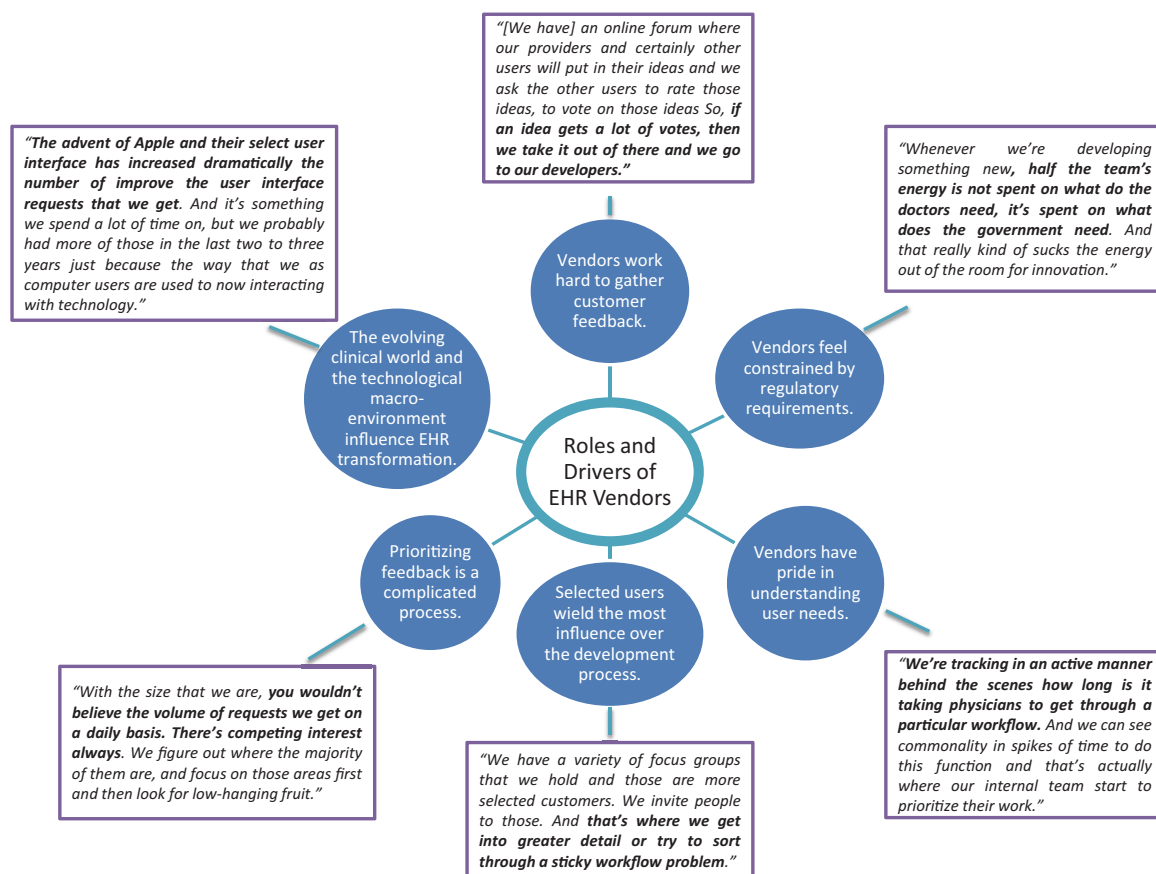 “[We have] an online forum where
our providers and certainly other
users will put in their ideas and we
ask the other users to rate those
ideas, to vote on those ideas So, if
an idea gets a lot of votes, then
we take it out of there and we go
to our developers.”
“The advent of Apple and their select user
interface has increased dramatically the
number of improve the user interface
requests that we get. And it’s something
we spend a lot of time on, but we probably
had more of those in the last two to three
years just because the way that we as
computer users are used to now interacting
with technology.”
“Whenever we’re developing
something new, half the team’s
energy is not spent on what do the
doctors need, it’s spent on what
does the government need. And
that really kind of sucks the energy
out of the room for innovation.”
Vendors work
hard to gather
customer
feedback.
The evolving
clinical world and
the technological
macro-
environment
influence EHR
transformation.
Vendors feel
constrained by
regulatory
requirements.
Roles and
Drivers of
EHR Vendors
Prioritizing
feedback is a
complicated
process.
Selected users
wield the most
influence over
the development
process.
Vendors have
pride in
understanding
user needs.
“With the size that we are, you wouldn’t
believe the volume of requests we get on
a daily basis. There’s competing interest
always. We figure out where the majority
of them are, and focus on those areas first
and then look for low-hanging fruit.”
“We have a variety of focus groups
that we hold and those are more
selected customers. We invite people
to those. And that’s where we get
into greater detail or try to sort
through a sticky workflow problem.”
“We’re tracking in an active manner
behind the scenes how long is it
taking physicians to get through a
particular workflow. And we can see
commonality in spikes of time to do
this function and that’s actually
where our internal team start to
prioritize their work.”